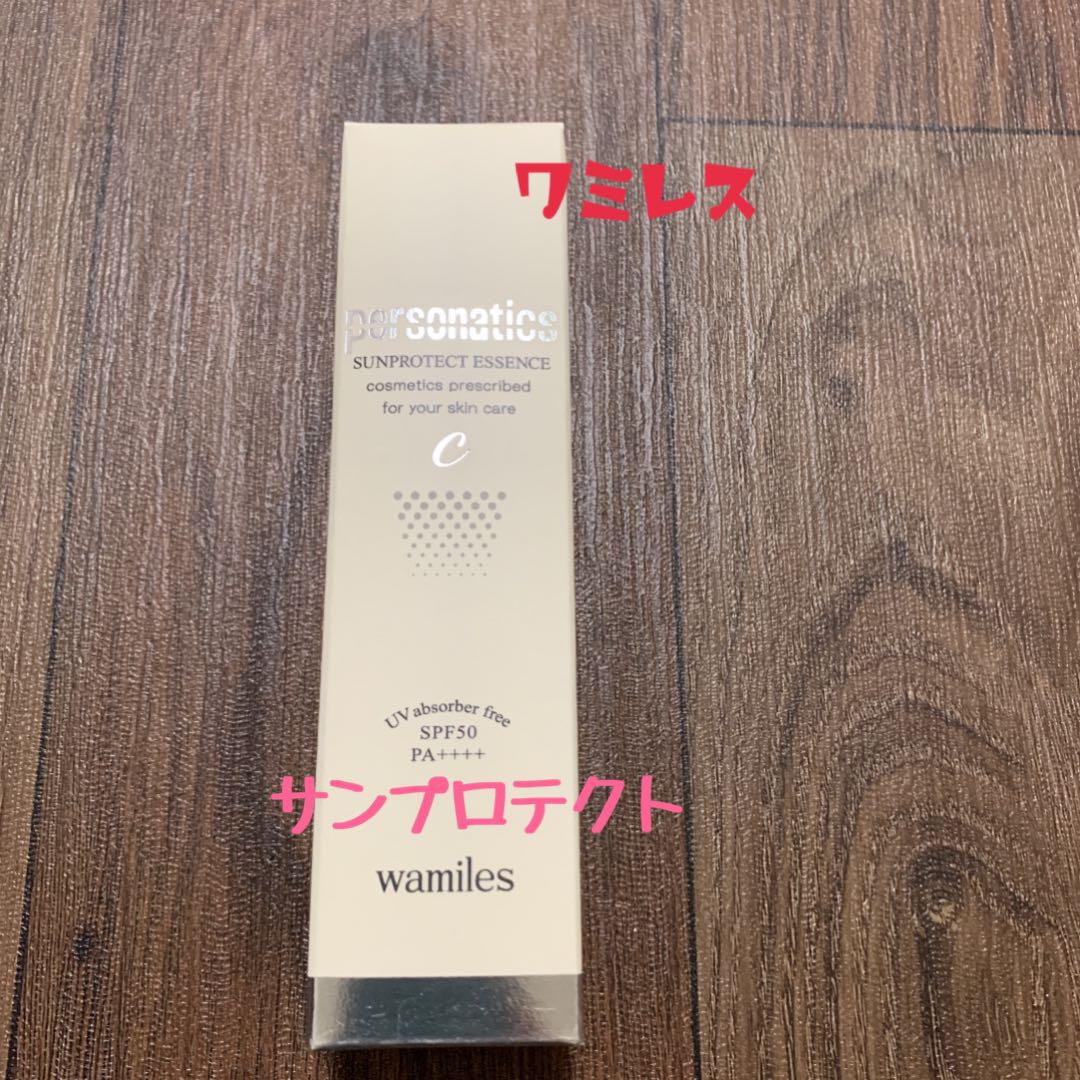 ワミレス
personatics
SUNPROTECT ESSENCE
cosmetics prescribed
for your skin care
c
UV absorber free
SPF50
PA++++
サンプロテクト
wamiles